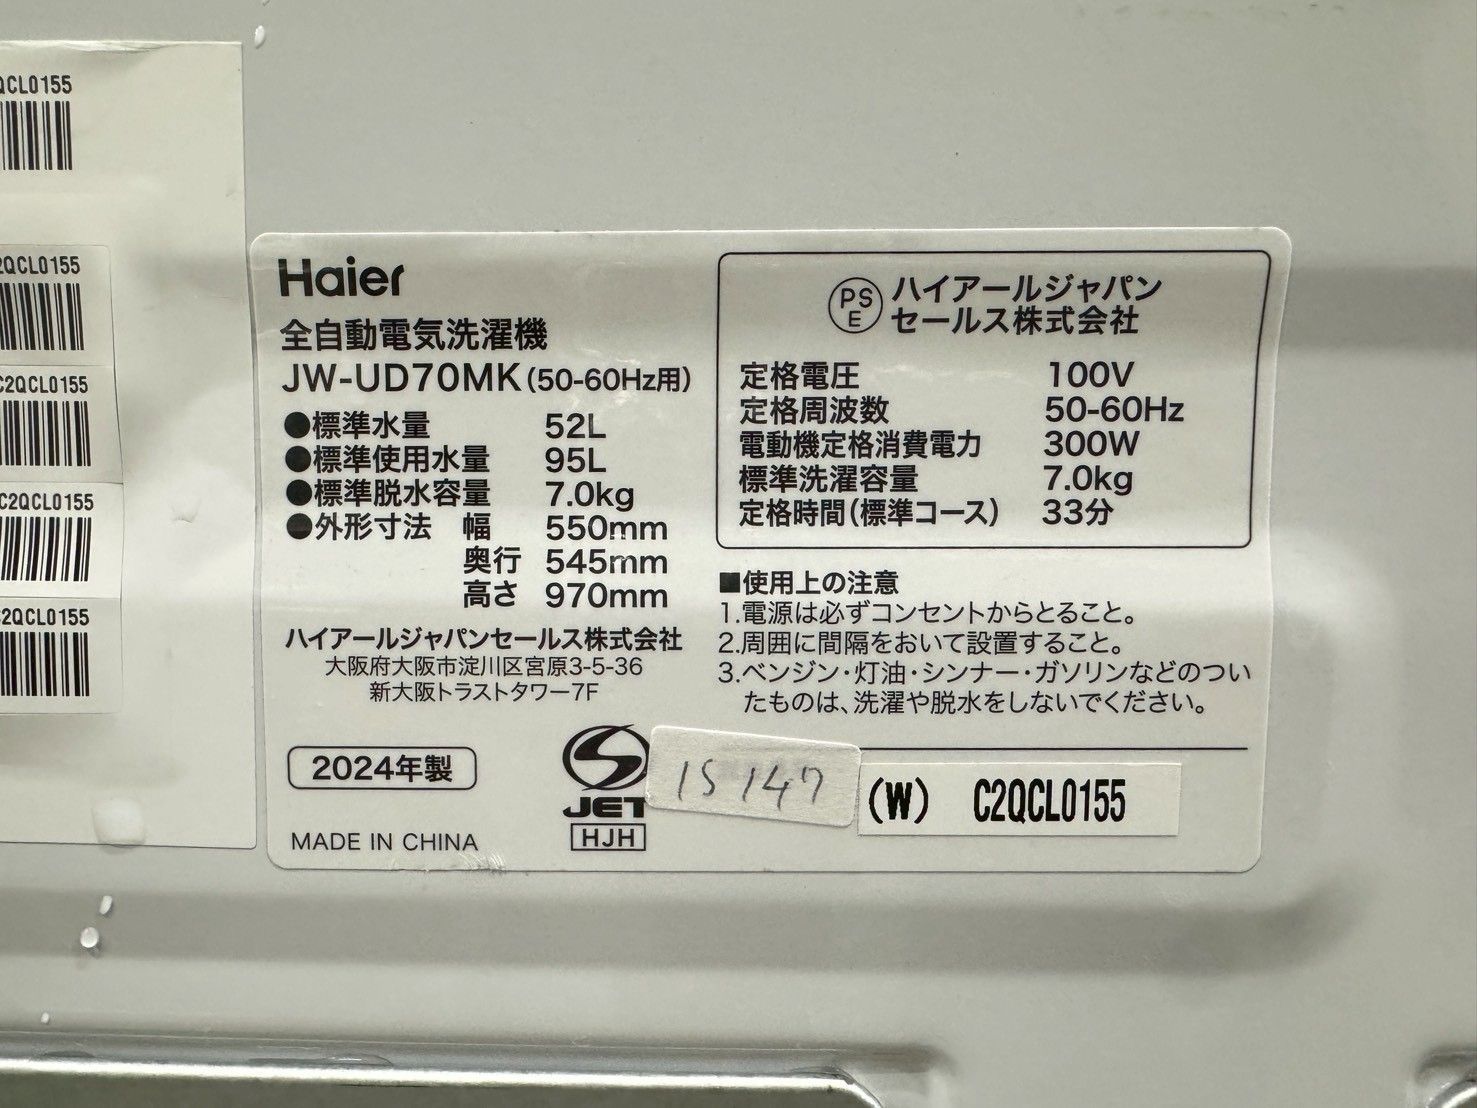 QCL0155
2QCL0155
C2QCL0155
C2QCL0155
2QCL0155
Haier
全自動電気洗濯機
JW-UD70MK(50-60Hz用)
●標準水量 52L
●標準使用水量 95L
●標準脱水容量 7.0kg
●外形寸法 幅 550mm
奥行 545mm
高さ 970mm
ハイアールジャパンセールス株式会社
大阪府大阪市淀川区宮原3-5-36
新大阪トラストタワー7F
2024年製
MADE IN CHINA
JET
HJH
PS
E
ハイアールジャパン
セールス株式会社
定格電圧 100V
定格周波数 50-60Hz
電動機定格消費電力 300W
標準洗濯容量 7.0kg
定格時間(標準コース) 33分
■使用上の注意
1.電源は必ずコンセントからとること。
2.周囲に間隔をおいて設置すること。
3.ベンジン・灯油・シンナー・ガソリンなどのつい
たものは、洗濯や脱水をしないでください。
15147
(W) C2QCL0155